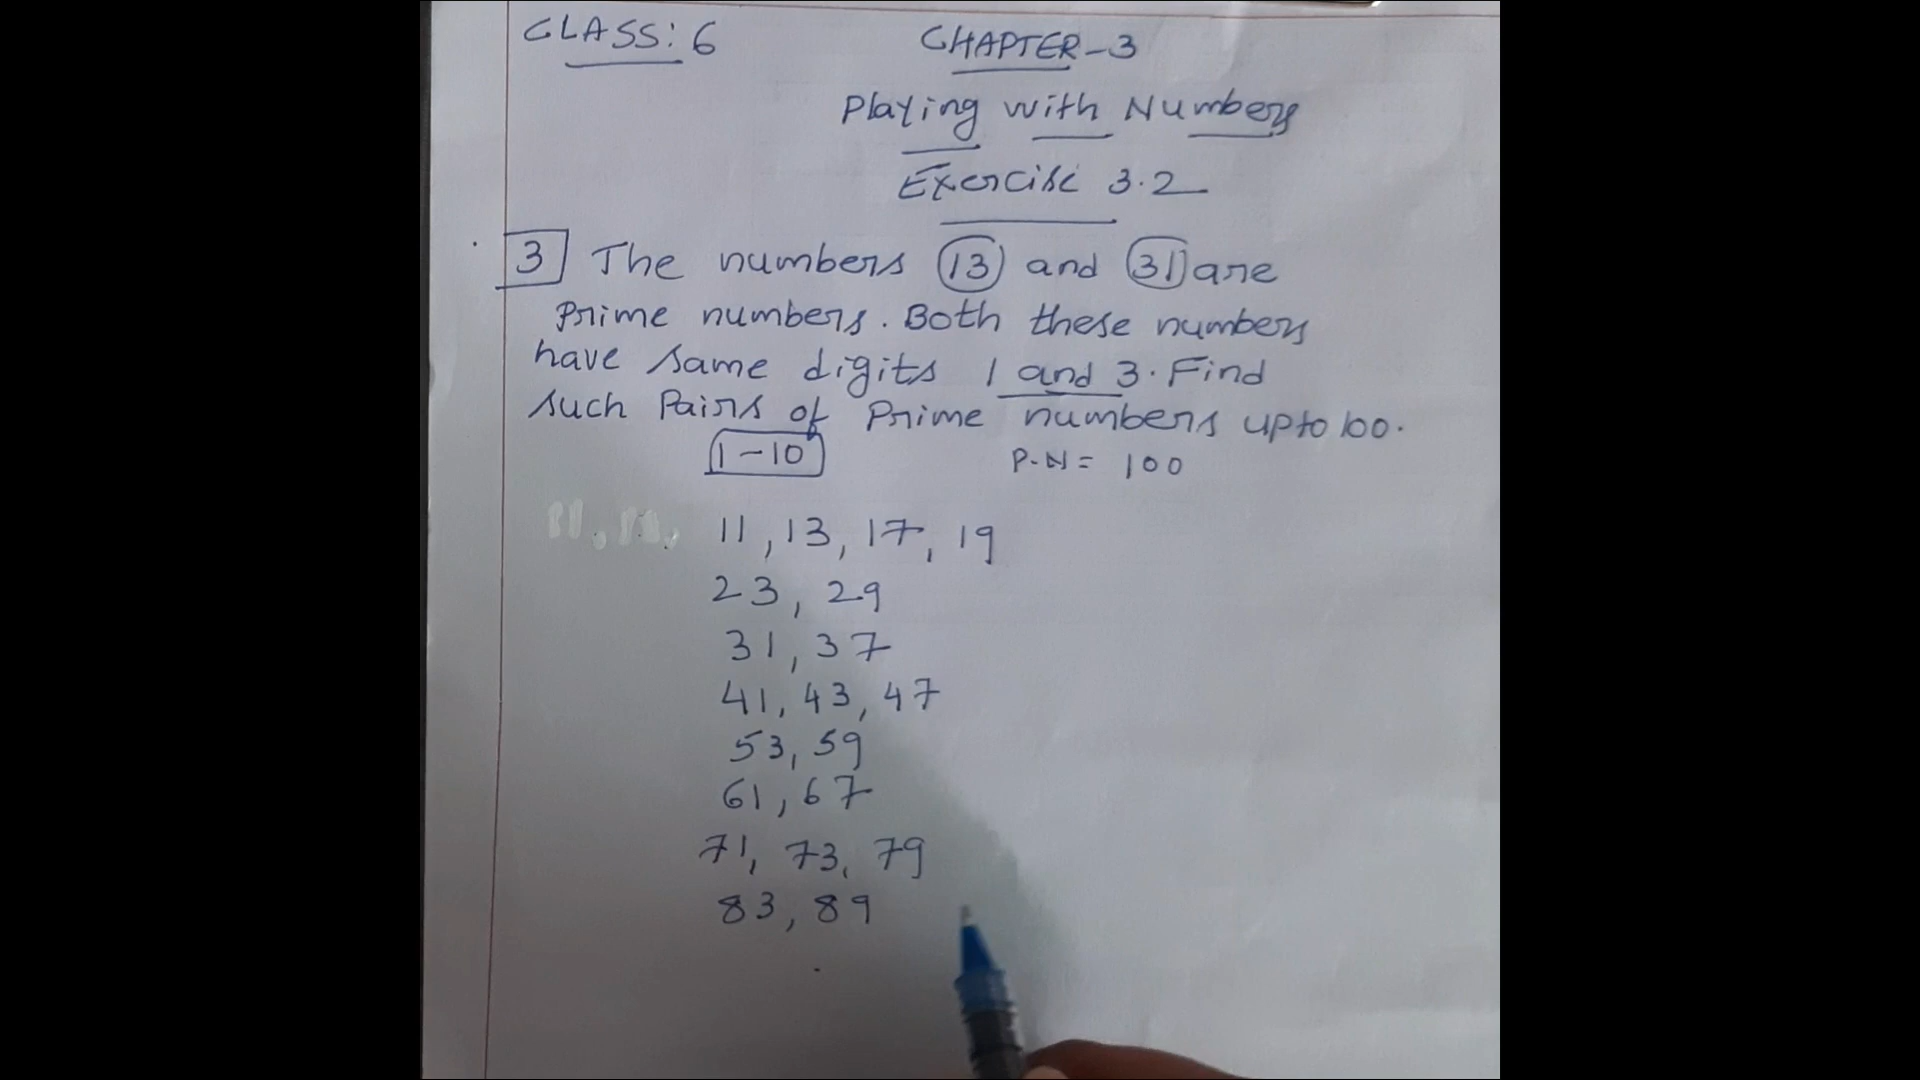 CLASS: 6
CHAPTER-3
Playing with Numbers
Exercise 3.2
3 The numbers 13 and 31 are
Prime numbers. Both these numbers
have same digits 1 and 3. Find
such Pairs of Prime numbers upto 100.
1-10
P.N = 100
11, 13, 17, 19
23, 29
31, 37
41, 43, 47
53, 59
61, 67
71, 73, 79
83, 89